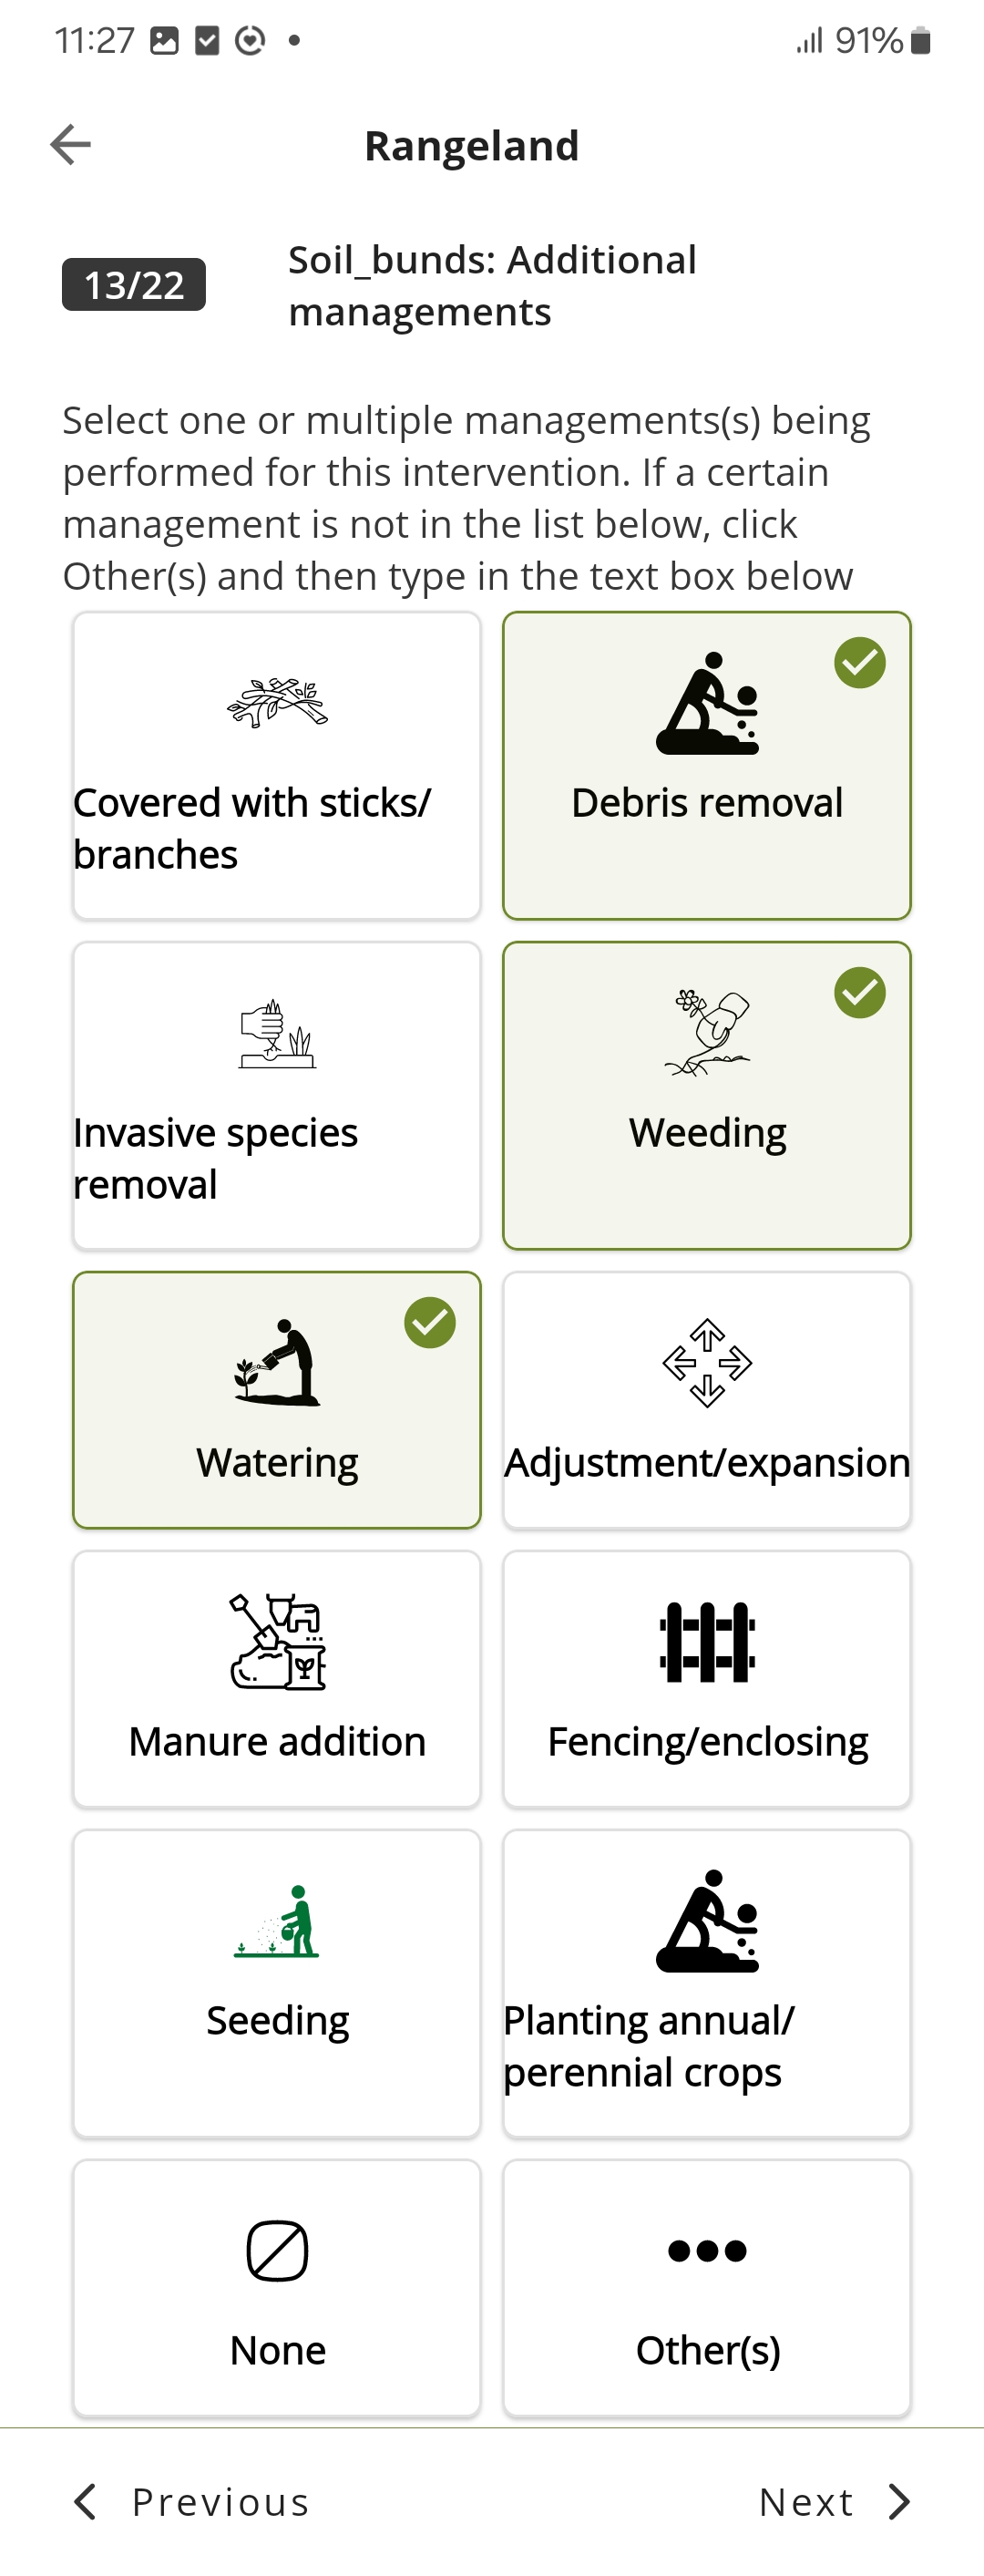 11:27
91%
Rangeland
13/22
Soil_bunds: Additional
managements
Select one or multiple managements(s) being
performed for this intervention. If a certain
management is not in the list below, click
Other(s) and then type in the text box below
Covered with sticks/
branches
Debris removal
Invasive species
removal
Weeding
Watering
Adjustment/expansion
Manure addition
Fencing/enclosing
Seeding
Planting annual/
perennial crops
None
Other(s)
Previous
Next